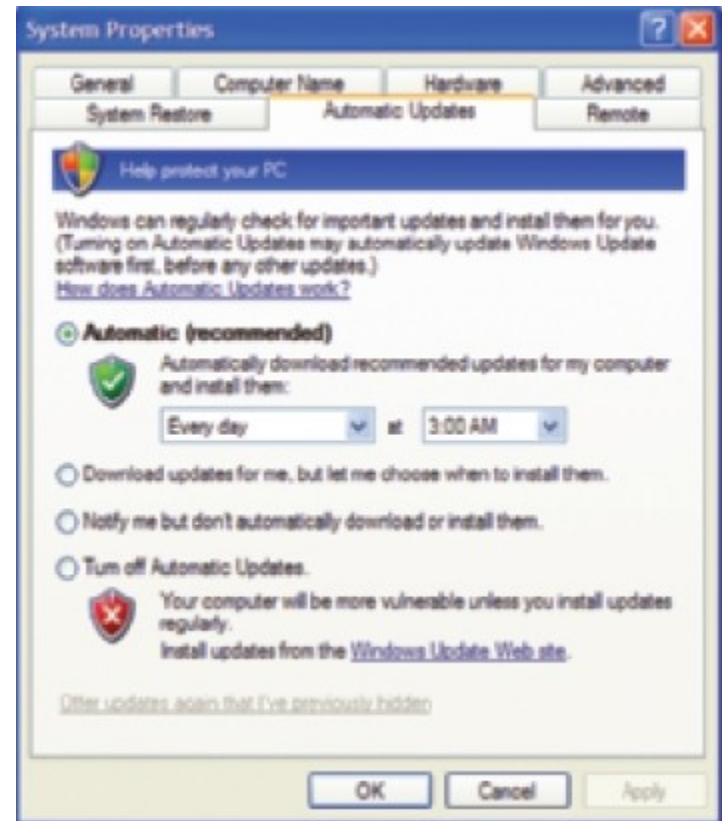 System Properties
General Computer Name Hardware Advanced
System Restore Automatic Updates Remote
Help protect your PC
Windows can regularly check for important updates and install them for you.
(Turning on Automatic Updates may automatically update Windows Update
software first, before any other updates.)
How does Automatic Updates work?
Automatic (recommended)
Automatically download recommended updates for my computer
and install them:
Every day at 3:00 AM
Download updates for me, but let me choose when to install them.
Notify me but don't automatically download or install them.
Turn off Automatic Updates.
Your computer will be more vulnerable unless you install updates
regularly.
Install updates from the Windows Update Web site.
Offer updates again that I've previously hidden
OK Cancel Apply